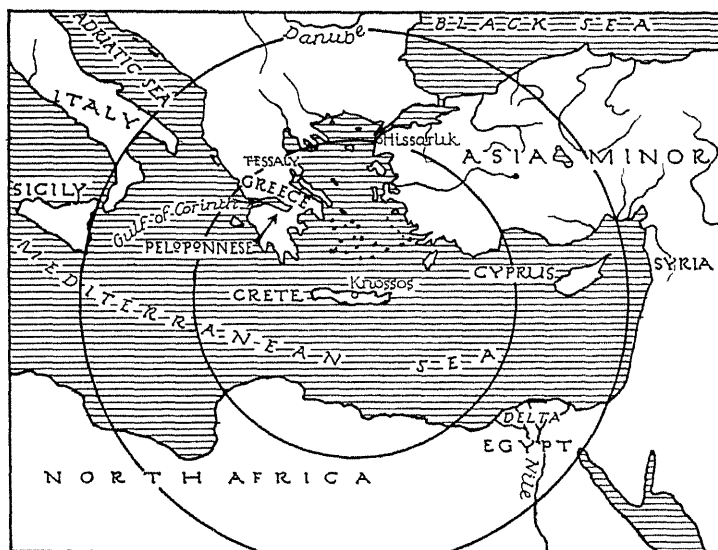 BLACK SEA
Danube
ADRIATIC SEA
ITALY
Hissarluk
TESSALY
ASIA MINOR
GREECE
SICILY
Gulf-of-Corinth
PELOPONNESE
SYRIA
CYPRUS
Knossos
CRETE
MEDITERRANEAN SEA
DELTA
EGYPT
NORTH AFRICA
Nile